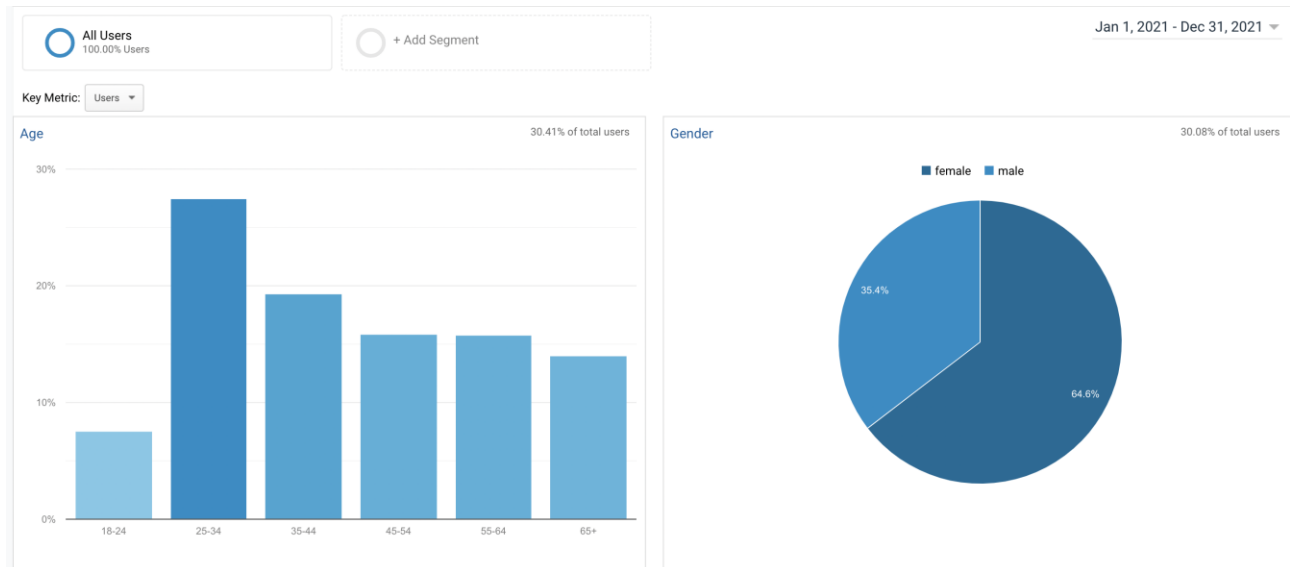 All Users
100.00% Users
+ Add Segment
Jan 1, 2021 - Dec 31, 2021
Key Metric: Users
Age
30.41% of total users
30%
20%
10%
0%
18-24 25-34 35-44 45-54 55-64 65+
Gender
30.08% of total users
female male
35.4%
64.6%